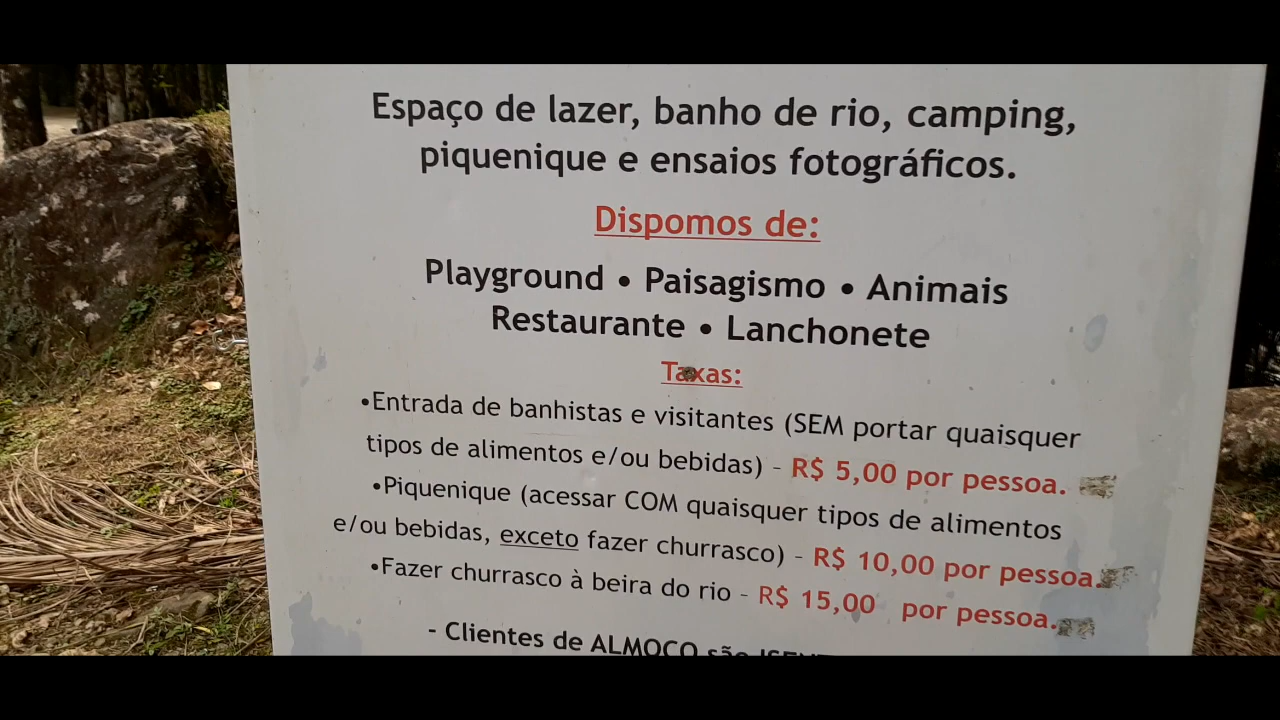 Espaço de lazer, banho de rio, camping,
piquenique e ensaios fotográficos.
Dispomos de:
Playground • Paisagismo • Animais
Restaurante • Lanchonete
Taxas:
•Entrada de banhistas e visitantes (SEM portar quaisquer
tipos de alimentos e/ou bebidas) - R$ 5,00 por pessoa.
•Piquenique (acessar COM quaisquer tipos de alimentos
e/ou bebidas, exceto fazer churrasco) - R$ 10,00 por pessoa.
•Fazer churrasco à beira do rio - R$ 15,00 por pessoa.
- Clientes de ALMOÇO são